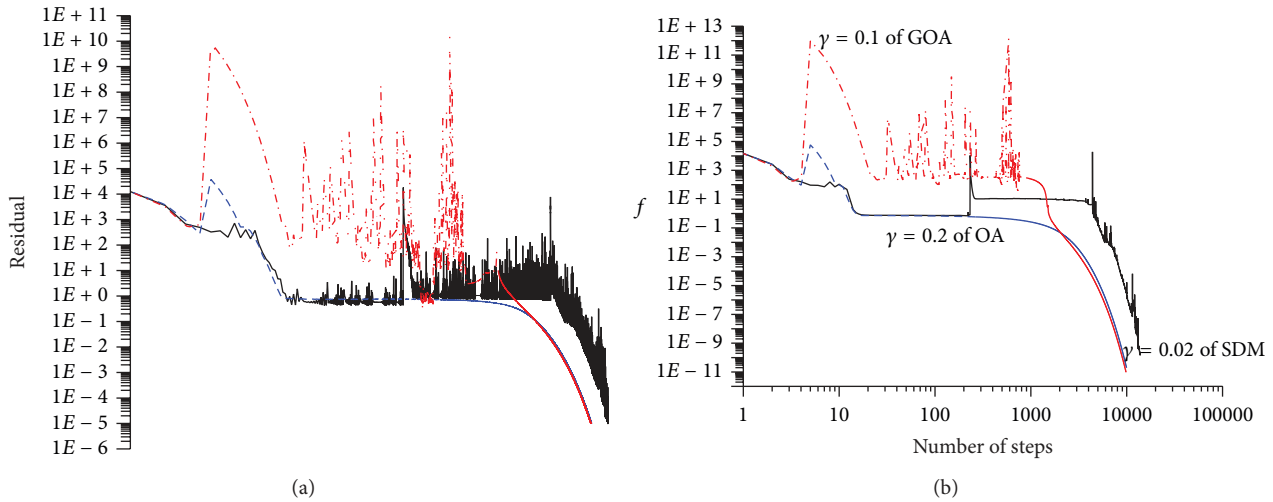 1E + 11
1E + 10
1E + 9
1E + 8
1E + 7
1E + 6
1E + 5
1E + 4
1E + 3
1E + 2
1E + 1
1E + 0
1E − 1
1E − 2
1E − 3
1E − 4
1E − 5
1E − 6
Residual
(a)
1E + 13
1E + 11
1E + 9
1E + 7
1E + 5
1E + 3
1E + 1
1E − 1
1E − 3
1E − 5
1E − 7
1E − 9
1E − 11
f
γ = 0.1 of GOA
γ = 0.2 of OA
γ = 0.02 of SDM
1 10 100 1000 10000 100000
Number of steps
(b)